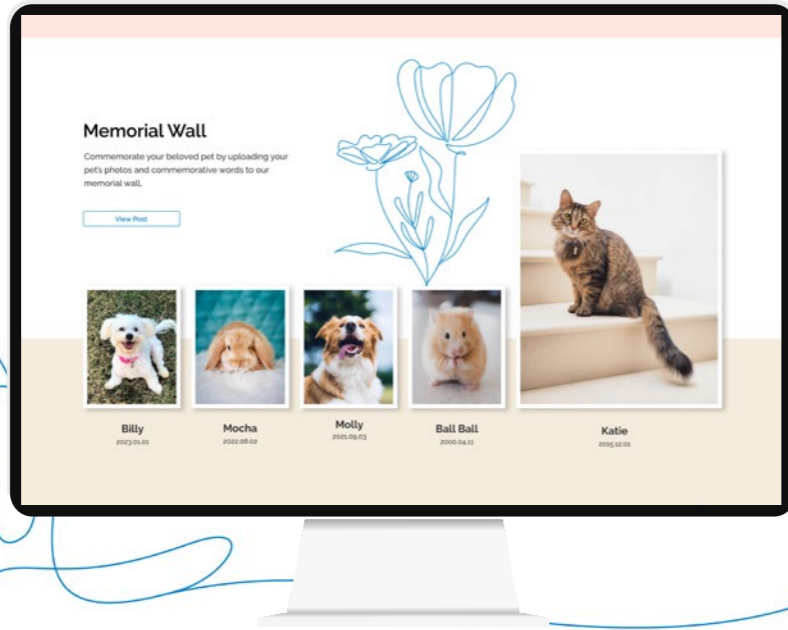 Memorial Wall
Commemorate your beloved pet by uploading your
pet's photos and commemorative words to our
memorial wall.
View Post
Billy
2023.01.01
Mocha
2022.08.02
Molly
2021.09.03
Ball Ball
2000.04.11
Katie
2015.12.01